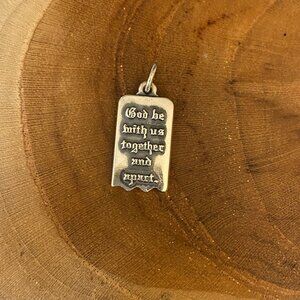 God be
with us
together
and
apart.